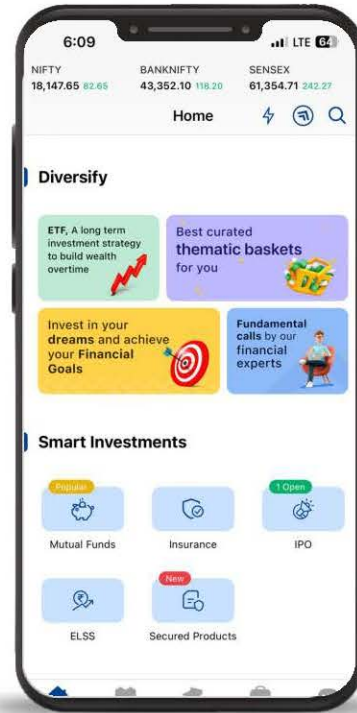 6:09
LTE 64
NIFTY BANKNIFTY SENSEX
18,147.65 82.65 43,352.10 118.20 61,354.71 242.27
Home
Diversify
ETF, A long term
investment strategy
to build wealth
overtime
Best curated
thematic baskets
for you
Invest in your
dreams and achieve
your Financial
Goals
Fundamental
calls by our
financial
experts
Smart Investments
Popular
Mutual Funds
Insurance
1 Open
IPO
ELSS
New
Secured Products